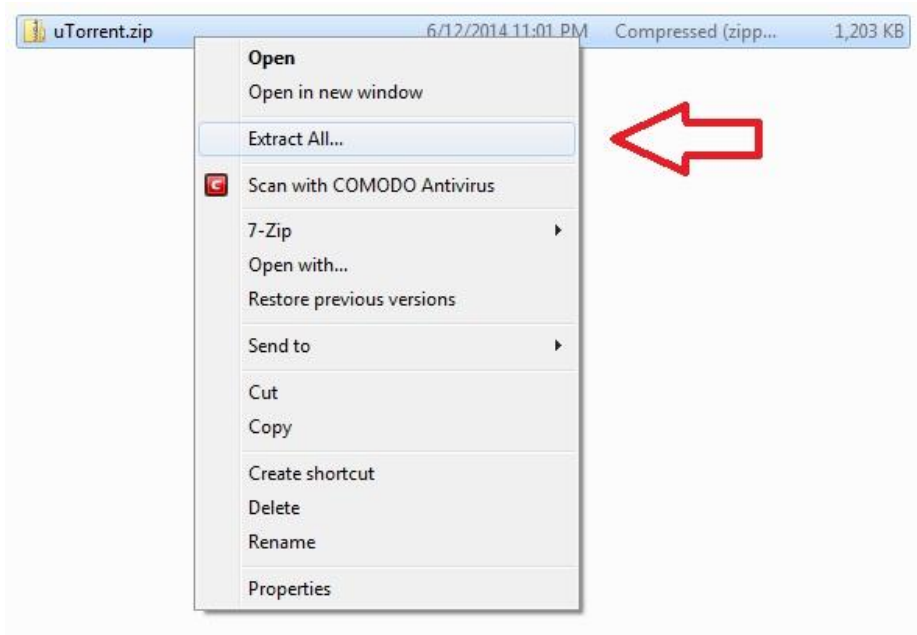 uTorrent.zip 6/12/2014 11:01 PM Compressed (zipp... 1,203 KB
Open
Open in new window
Extract All...
Scan with COMODO Antivirus
7-Zip
Open with...
Restore previous versions
Send to
Cut
Copy
Create shortcut
Delete
Rename
Properties